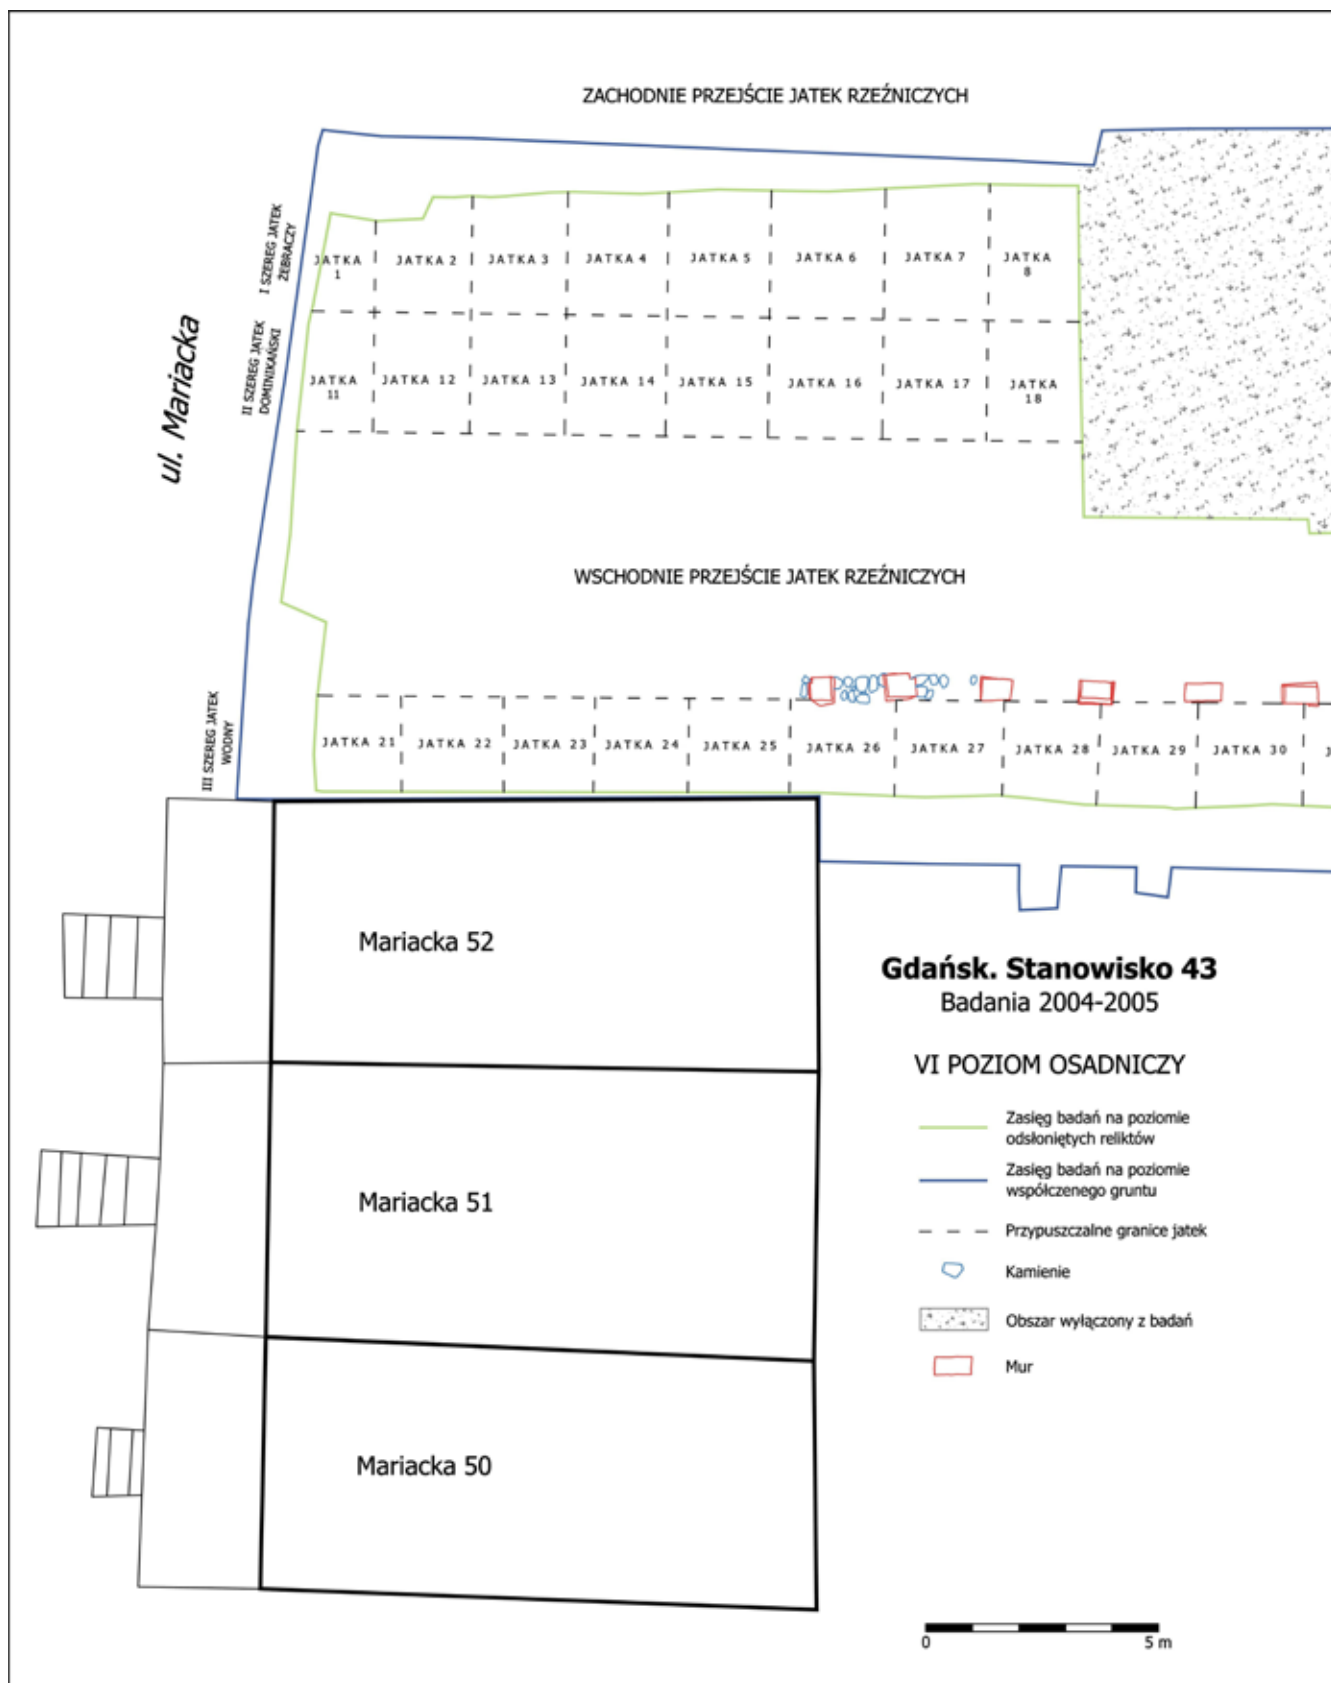 ZACHODNIE PRZEJŚCIE JATEK RZEŹNICZYCH
I SZEREG JATEK
ŻEBRACZY
JATKA
1
JATKA 2
JATKA 3
JATKA 4
JATKA 5
JATKA 6
JATKA 7
JATKA
8
ul. Mariacka
II SZEREG JATEK
DOMINIKAŃSKI
JATKA
11
JATKA 12
JATKA 13
JATKA 14
JATKA 15
JATKA 16
JATKA 17
JATKA
18
WSCHODNIE PRZEJŚCIE JATEK RZEŹNICZYCH
III SZEREG JATEK
WODNY
JATKA 21
JATKA 22
JATKA 23
JATKA 24
JATKA 25
JATKA 26
JATKA 27
JATKA 28
JATKA 29
JATKA 30
Mariacka 52
Mariacka 51
Mariacka 50
Gdańsk. Stanowisko 43
Badania 2004-2005
VI POZIOM OSADNICZY
Zasięg badań na poziomie
odsłoniętych reliktów
Zasięg badań na poziomie
współczenego gruntu
Przypuszczalne granice jatek
Kamienie
Obszar wyłączony z badań
Mur
0 5 m